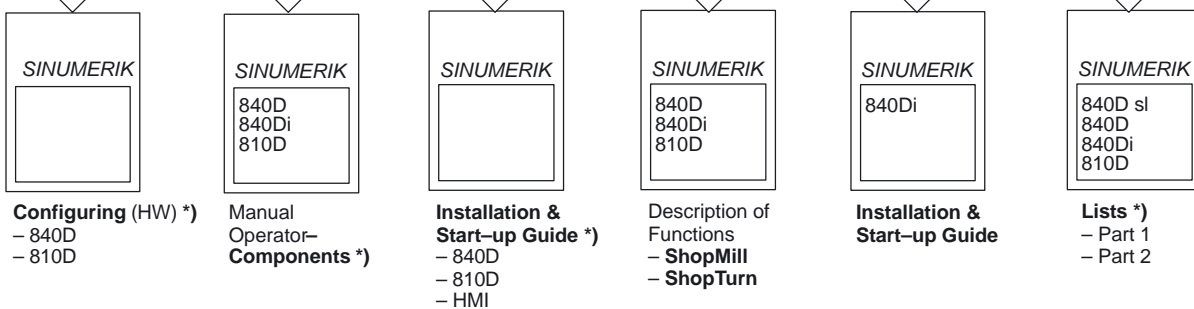 SINUMERIK
Configuring (HW) *)
– 840D
– 810D
SINUMERIK
840D
840Di
810D
Manual
Operator–
Components *)
SINUMERIK
Installation &
Start–up Guide *)
– 840D
– 810D
– HMI
SINUMERIK
840D
840Di
810D
Description of
Functions
– ShopMill
– ShopTurn
SINUMERIK
840Di
Installation &
Start–up Guide
SINUMERIK
840D sl
840D
840Di
810D
Lists *)
– Part 1
– Part 2